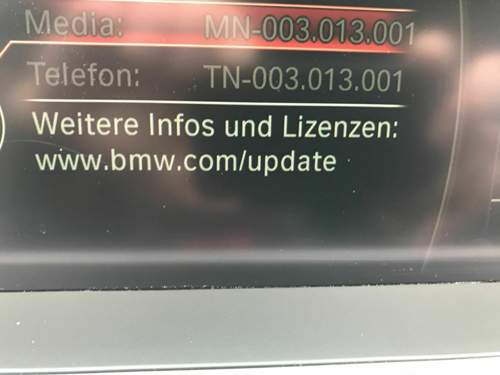 Media: MN-003.013.001
Telefon: TN-003.013.001
Weitere Infos und Lizenzen:
www.bmw.com/update